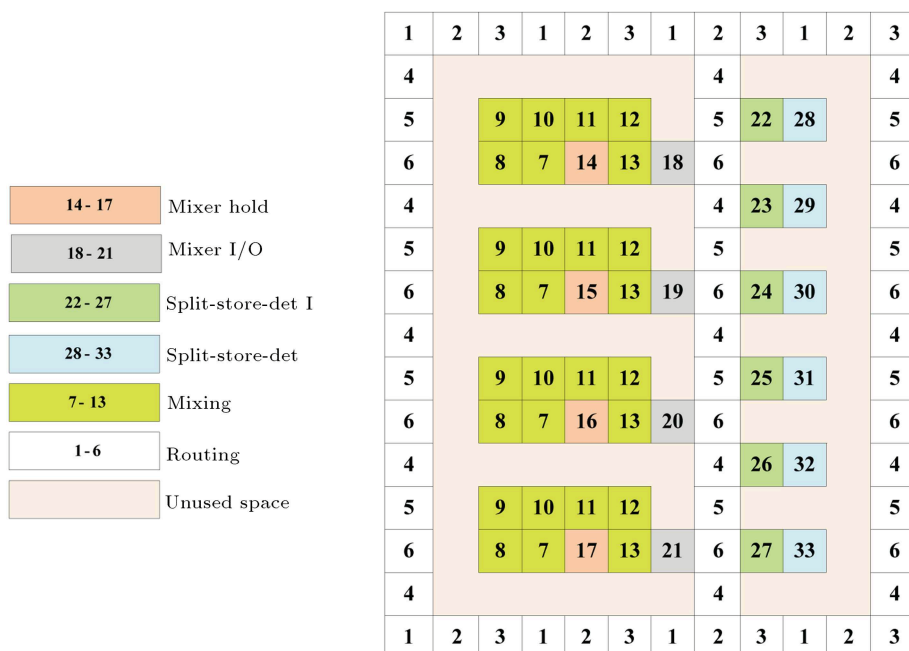 1 2 3 1 2 3 1 2 3 1 2 3
4 4 4
5 9 10 11 12 5 22 28 5
6 8 7 14 13 18 6 6
4 4 23 29 4
5 9 10 11 12 5 5
6 8 7 15 13 19 6 24 30 6
4 4 4
5 9 10 11 12 5 25 31 5
6 8 7 16 13 20 6 6
4 4 26 32 4
5 9 10 11 12 5 5
6 8 7 17 13 21 6 27 33 6
4 4 4
1 2 3 1 2 3 1 2 3 1 2 3
14 - 17 Mixer hold
18 - 21 Mixer I/O
22 - 27 Split-store-det I
28 - 33 Split-store-det
7 - 13 Mixing
1 - 6 Routing
Unused space